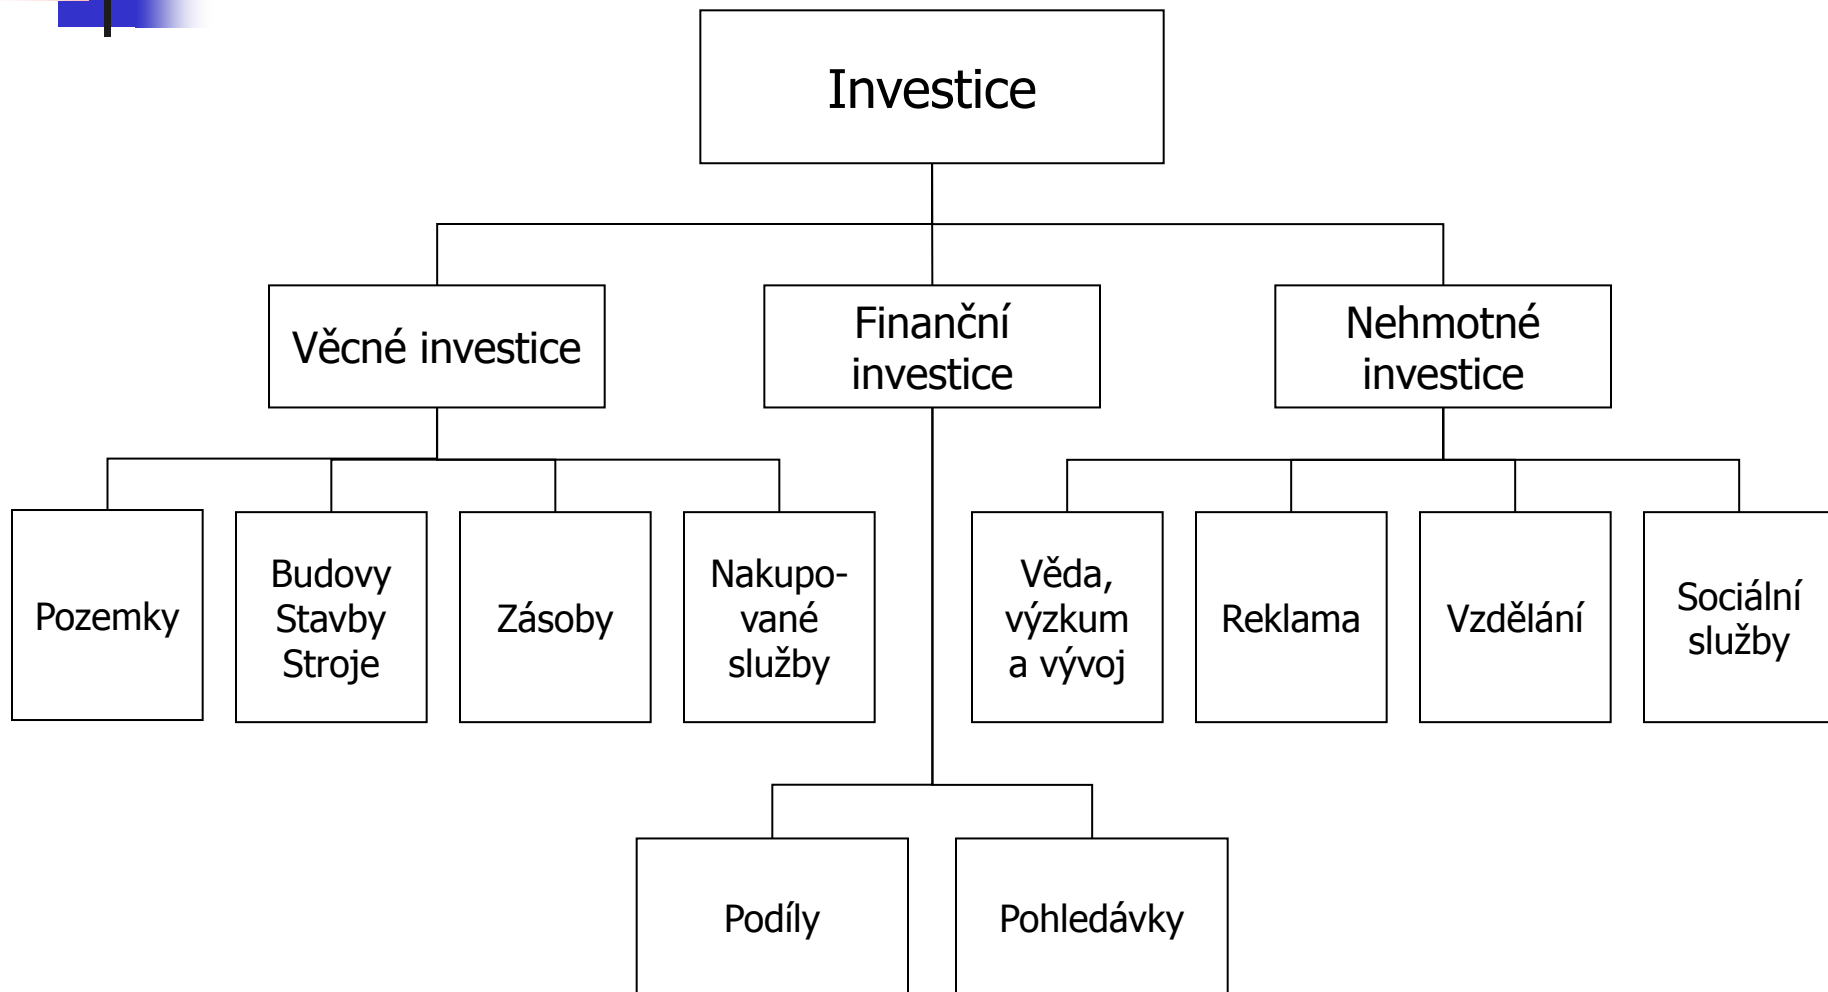 Investice
Věcné investice
Finanční
investice
Nehmotné
investice
Pozemky
Budovy
Stavby
Stroje
Zásoby
Nakupo-
vané
služby
Věda,
výzkum
a vývoj
Reklama
Vzdělání
Sociální
služby
Podíly
Pohledávky